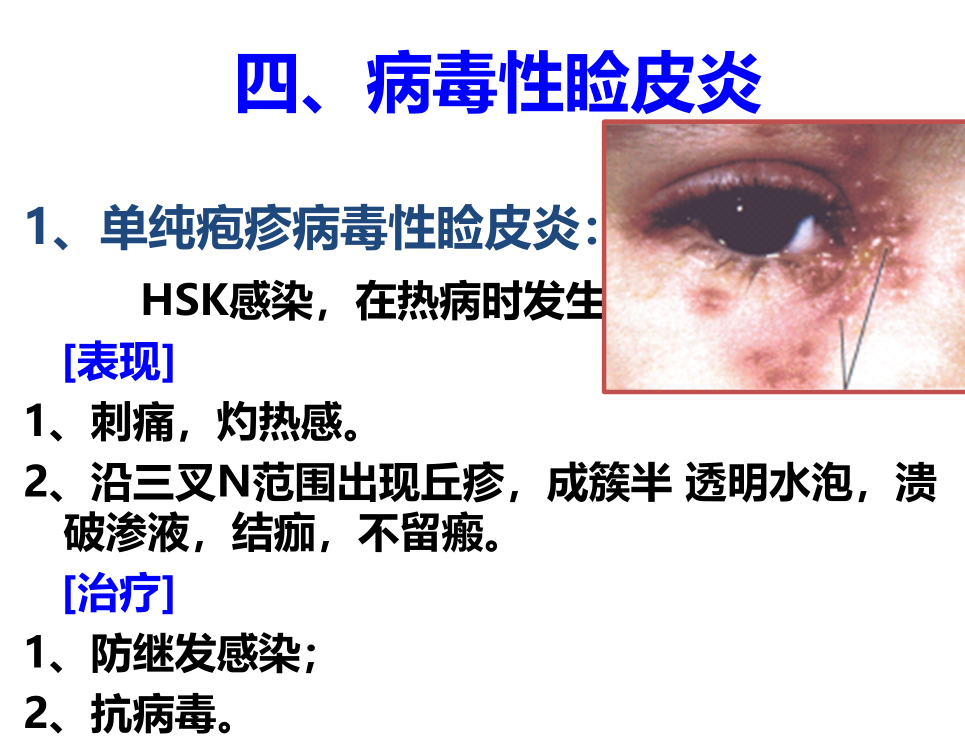 四、病毒性睑皮炎
1、单纯疱疹病毒性睑皮炎：
HSK感染，在热病时发生
[表现]
1、刺痛，灼热感。
2、沿三叉N范围出现丘疹，成簇半 透明水泡，溃
破渗液，结痂，不留瘢。
[治疗]
1、防继发感染；
2、抗病毒。